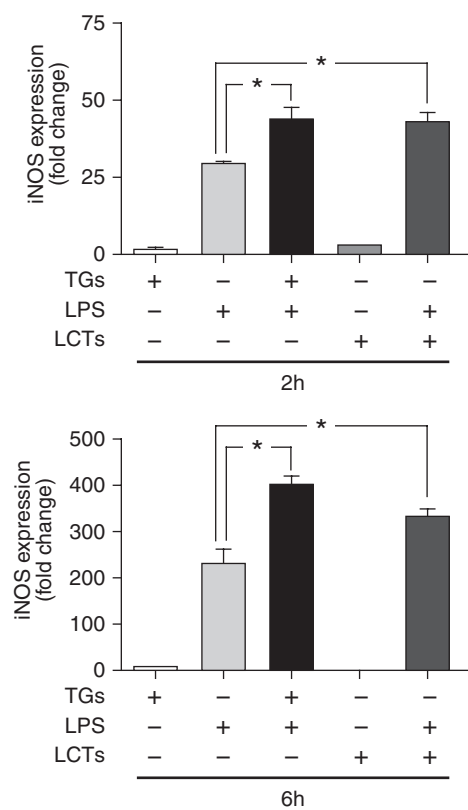 iNOS expression
(fold change)
75
50
25
0
*
*
TGs + – + – –
LPS – + + – +
LCTs – – – + +
2h
iNOS expression
(fold change)
500
400
300
200
100
0
*
*
TGs + – + – –
LPS – + + – +
LCTs – – – + +
6h